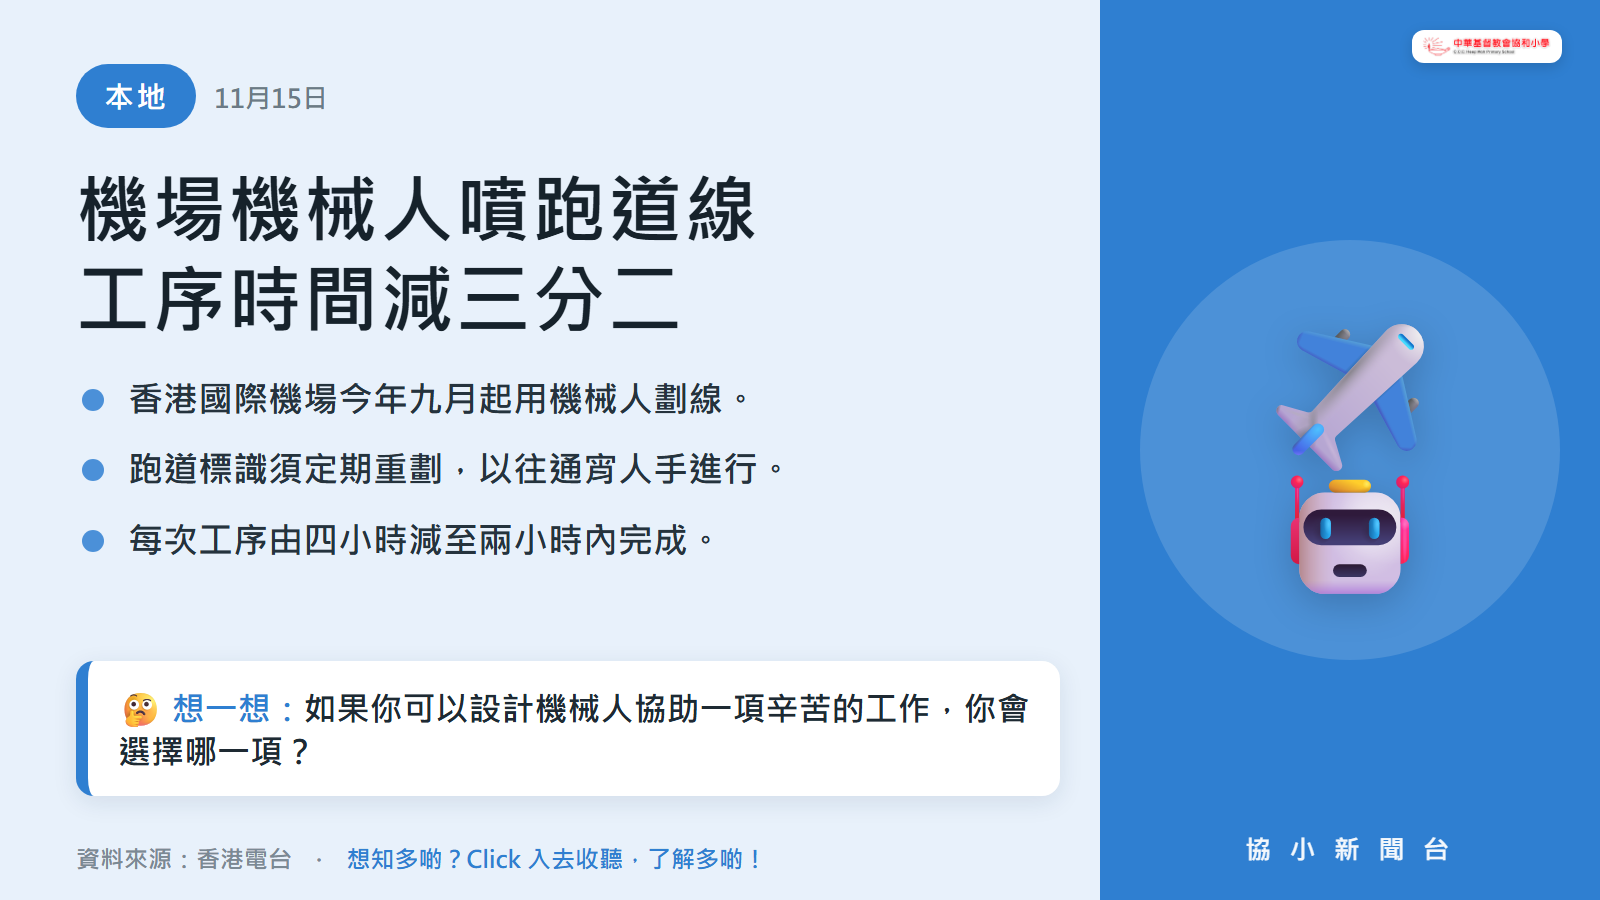 中華基督教會協和小學
本地 11月15日
機場機械人噴跑道線
工序時間減三分二
香港國際機場今年九月起用機械人劃線。
跑道標識須定期重劃，以往通宵人手進行。
每次工序由四小時減至兩小時內完成。
想一想：如果你可以設計機械人協助一項辛苦的工作，你會
選擇哪一項？
資料來源：香港電台 · 想知多啲？Click 入去收聽，了解多啲！
協小新聞台